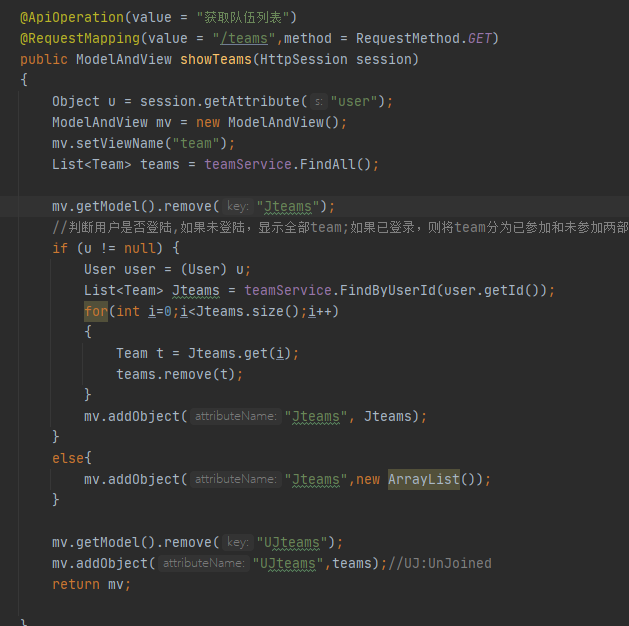 @ApiOperation(value = "获取队伍列表")
@RequestMapping(value = "/teams",method = RequestMethod.GET)
public ModelAndView showTeams(HttpSession session)
{
Object u = session.getAttribute( s: "user");
ModelAndView mv = new ModelAndView();
mv.setViewName("team");
List<Team> teams = teamService.FindAll();
mv.getModel().remove( key: "Jteams");
//判断用户是否登陆,如果未登陆，显示全部team;如果已登录，则将team分为已参加和未参加两部
if (u != null) {
User user = (User) u;
List<Team> Jteams = teamService.FindByUserId(user.getId());
for(int i=0;i<Jteams.size();i++)
{
Team t = Jteams.get(i);
teams.remove(t);
}
mv.addObject( attributeName: "Jteams", Jteams);
}
else{
mv.addObject( attributeName: "Jteams",new ArrayList());
}
mv.getModel().remove( key: "UJteams");
mv.addObject( attributeName: "UJteams",teams);//UJ:UnJoined
return mv;
}